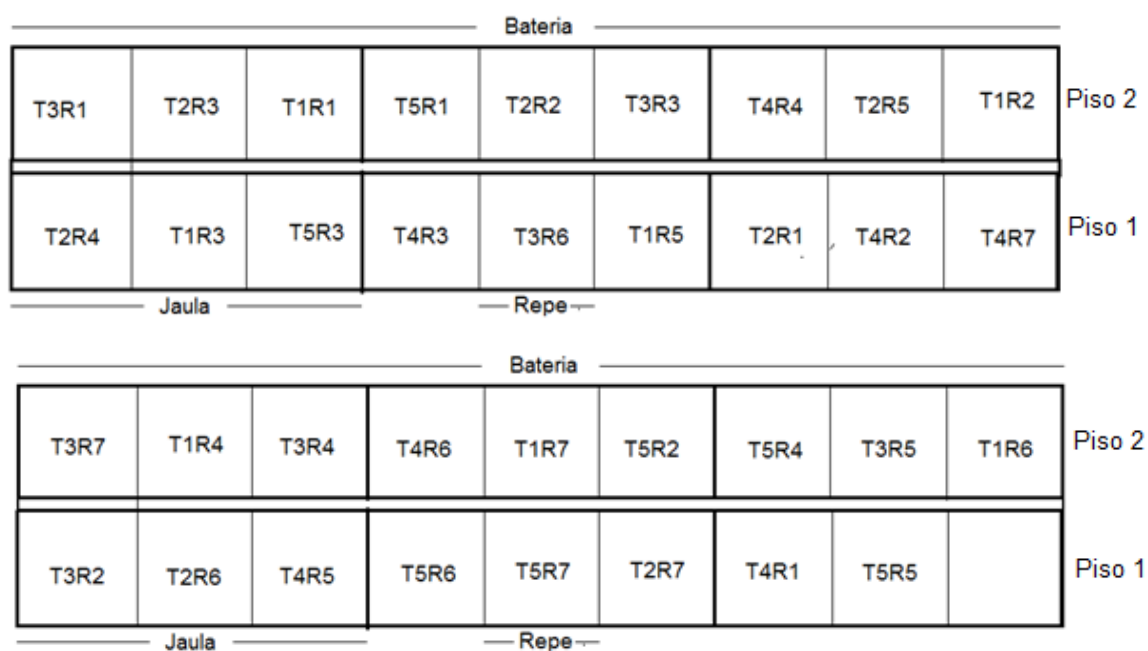 Bateria
T3R1 T2R3 T1R1 T5R1 T2R2 T3R3 T4R4 T2R5 T1R2 Piso 2
T2R4 T1R3 T5R3 T4R3 T3R6 T1R5 T2R1 T4R2 T4R7 Piso 1
Jaula Repe
Bateria
T3R7 T1R4 T3R4 T4R6 T1R7 T5R2 T5R4 T3R5 T1R6 Piso 2
T3R2 T2R6 T4R5 T5R6 T5R7 T2R7 T4R1 T5R5 Piso 1
Jaula Repe